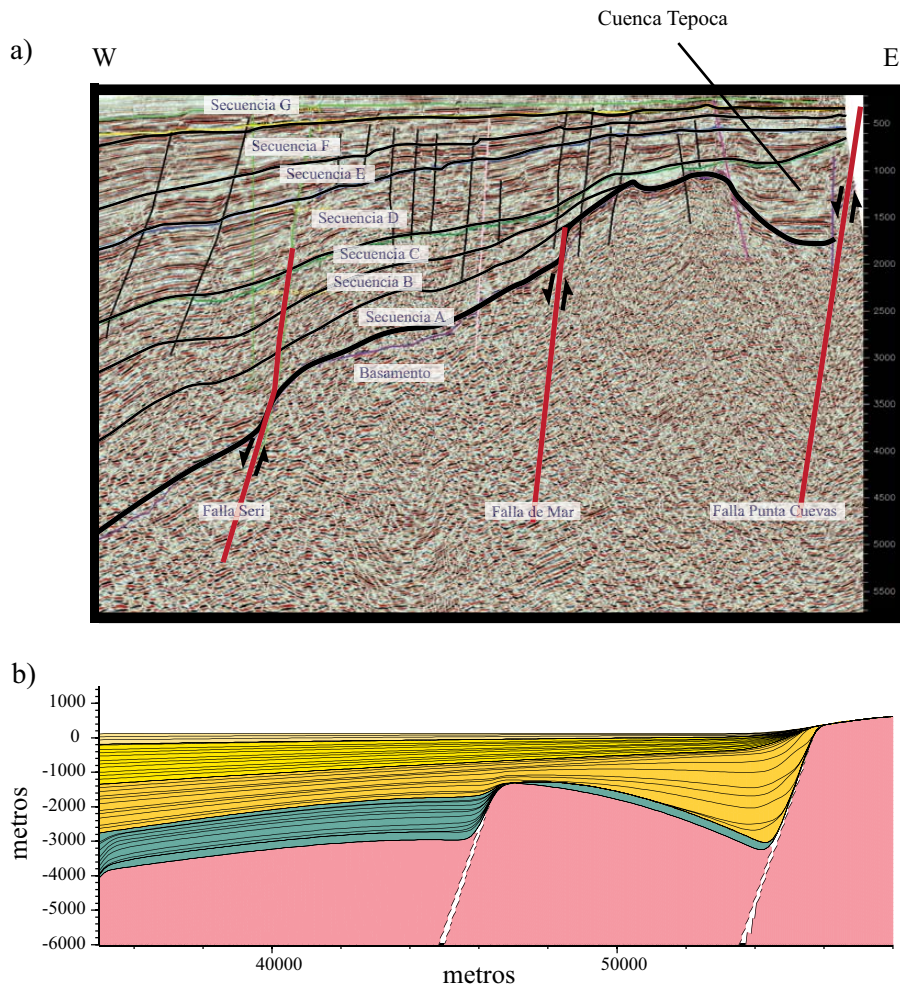 Cuenca Tepoca
a)
W
E
Secuencia G
500
Secuencia F
Secuencia E
1000
Secuencia D
1500
Secuencia C
2000
Secuencia B
2500
Secuencia A
3000
Basamento
3500
4000
Falla Seri
Falla de Mar
Falla Punta Cuevas
4500
5000
5500
b)
1000
0
-1000
-2000
-3000
-4000
-5000
-6000
metros
40000
50000
metros